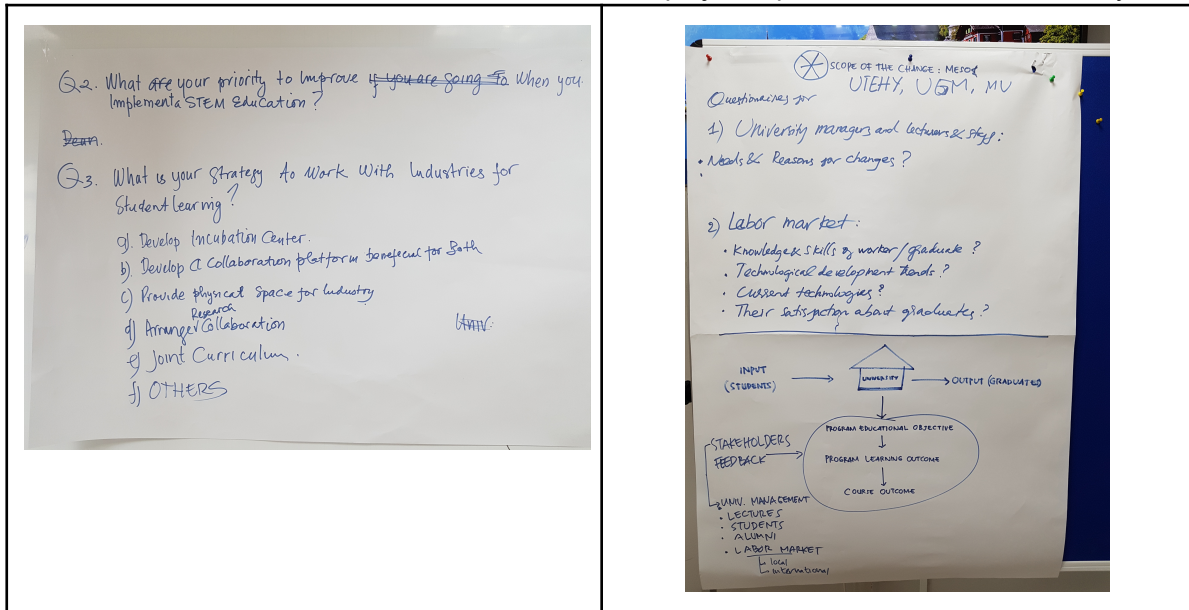 Q2. What are your priority to Improve if you are going to When you
Implement a STEM Education?
Dean.
Q3. What is your Strategy to Work With Industries for
Student learning?
a). Develop Incubation Center.
b). Develop a Collaboration platform benefecial for Both
c) Provide physical Space for Industry
d) Arrange Research Collaboration
Univ.
e) Joint Curriculum.
f) OTHERS
SCOPE OF THE CHANGE: MESO
UTEHY, UGM, MU
Questionaires for
1) University managers and lecturers & staff:
• Needs & Reasons for changes?
2) Labor market:
• Knowledge & skills of worker/graduate?
• Technological development trends?
• Current technologies?
• Their satisfaction about graduates?
INPUT
(STUDENTS)
UNIVERSITY
OUTPUT (GRADUATED)
PROGRAM EDUCATIONAL OBJECTIVE
STAKEHOLDERS
FEEDBACK
PROGRAM LEARNING OUTCOME
COURSE OUTCOME
UNIV. MANAGEMENT
• LECTURES
• STUDENTS
• ALUMNI
• LABOR MARKET
local
international